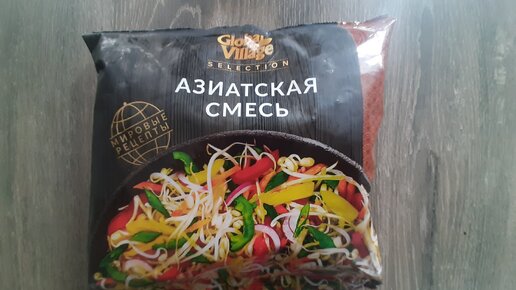 Global
Village
SELECTION
АЗИАТСКАЯ
СМЕСЬ
МИРОВЫЕ
РЕЦЕПТЫ